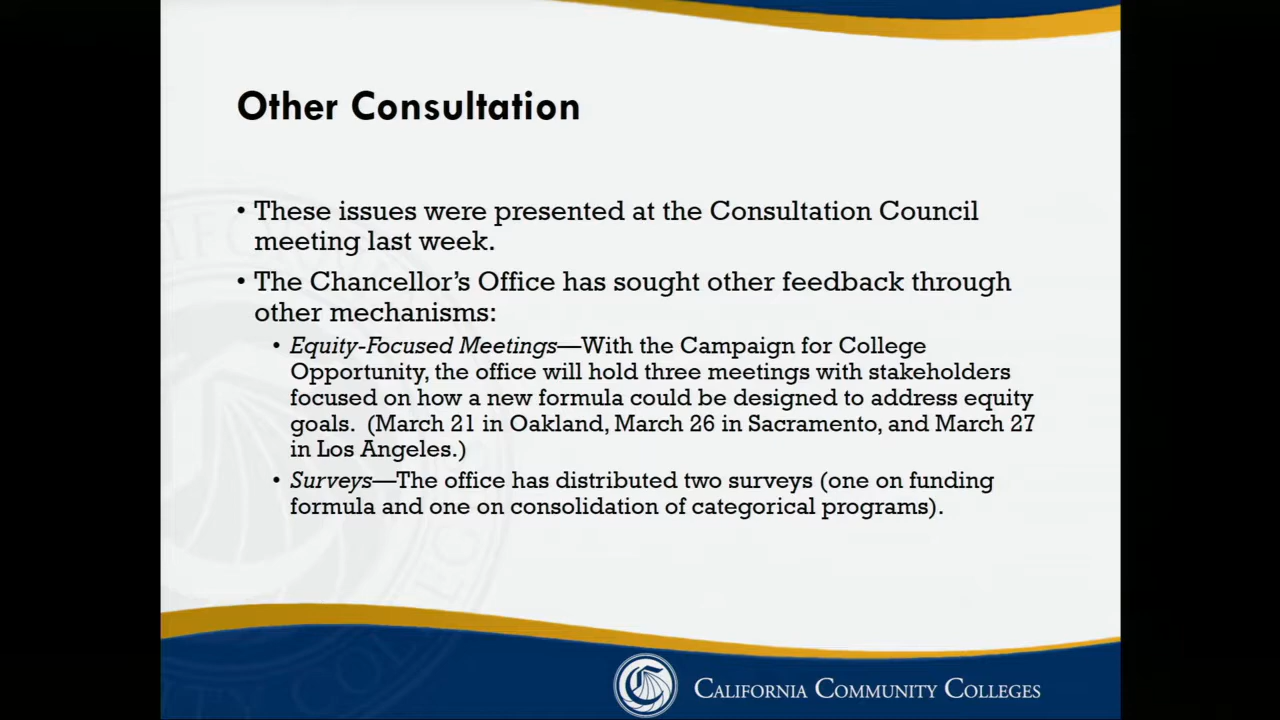 Other Consultation
• These issues were presented at the Consultation Council
meeting last week.
• The Chancellor’s Office has sought other feedback through
other mechanisms:
• Equity-Focused Meetings—With the Campaign for College
Opportunity, the office will hold three meetings with stakeholders
focused on how a new formula could be designed to address equity
goals.  (March 21 in Oakland, March 26 in Sacramento, and March 27
in Los Angeles.)
• Surveys—The office has distributed two surveys (one on funding
formula and one on consolidation of categorical programs).
CALIFORNIA COMMUNITY COLLEGES